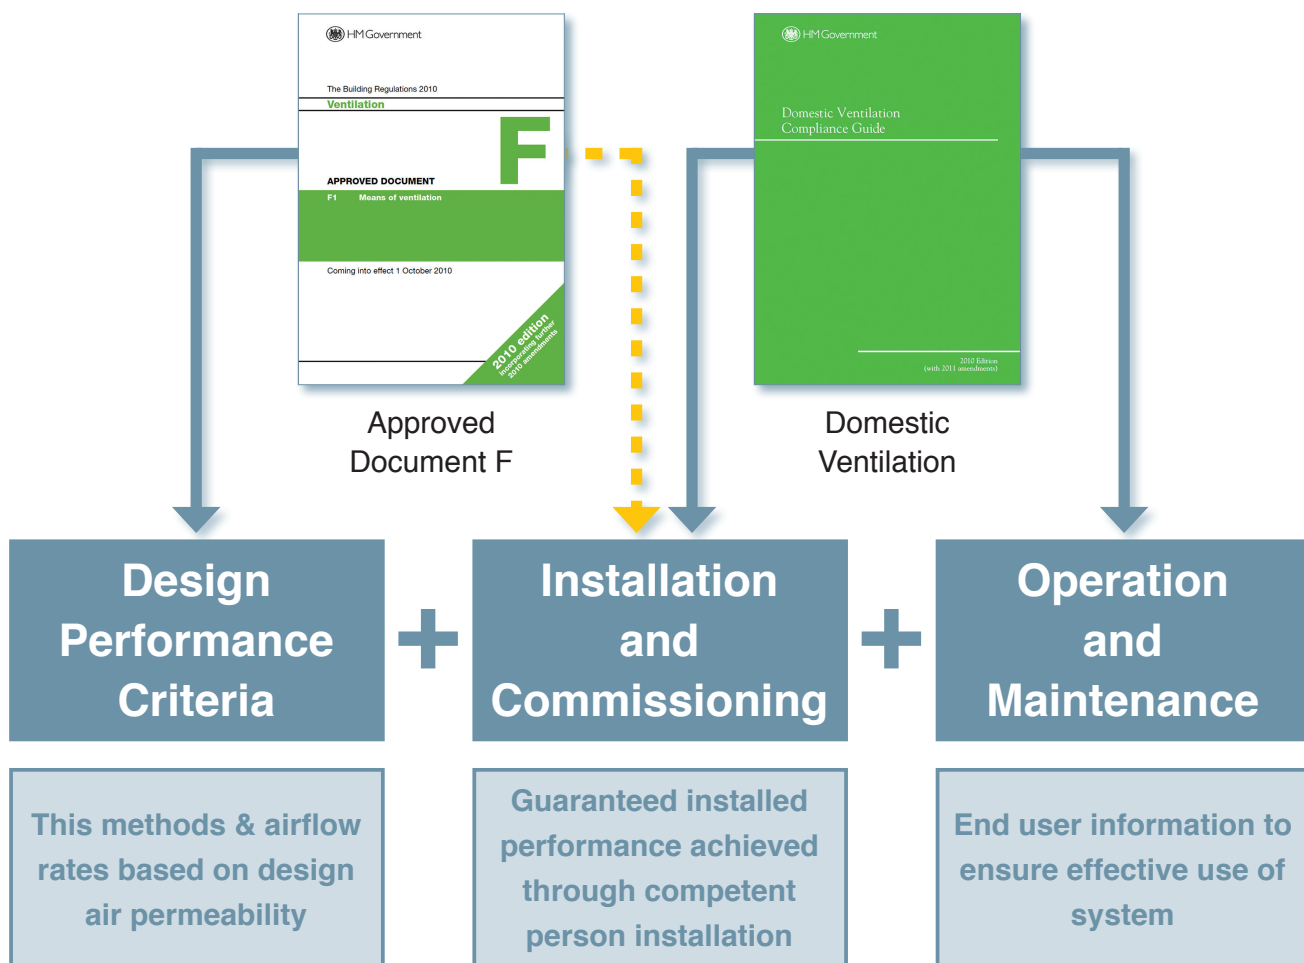 HM Government
The Building Regulations 2010
Ventilation
F
APPROVED DOCUMENT
F1 Means of ventilation
Coming into effect 1 October 2010
2010 edition
incorporating further
2010 amendments
Approved
Document F
HM Government
Domestic Ventilation
Compliance Guide
2010 Edition
(with 2011 amendments)
Domestic
Ventilation
Design
Performance
Criteria
+
Installation
and
Commissioning
+
Operation
and
Maintenance
This methods & airflow
rates based on design
air permeability
Guaranteed installed
performance achieved
through competent
person installation
End user information to
ensure effective use of
system